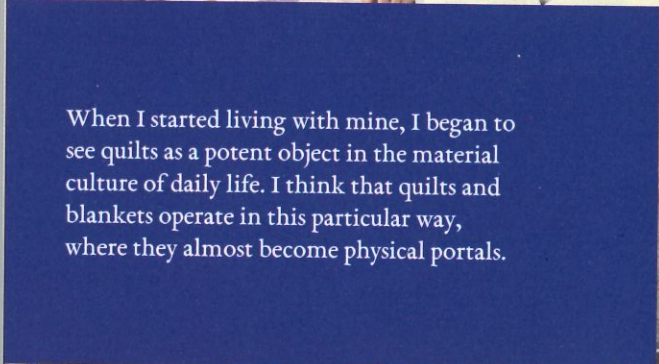 When I started living with mine, I began to
see quilts as a potent object in the material
culture of daily life. I think that quilts and
blankets operate in this particular way,
where they almost become physical portals.